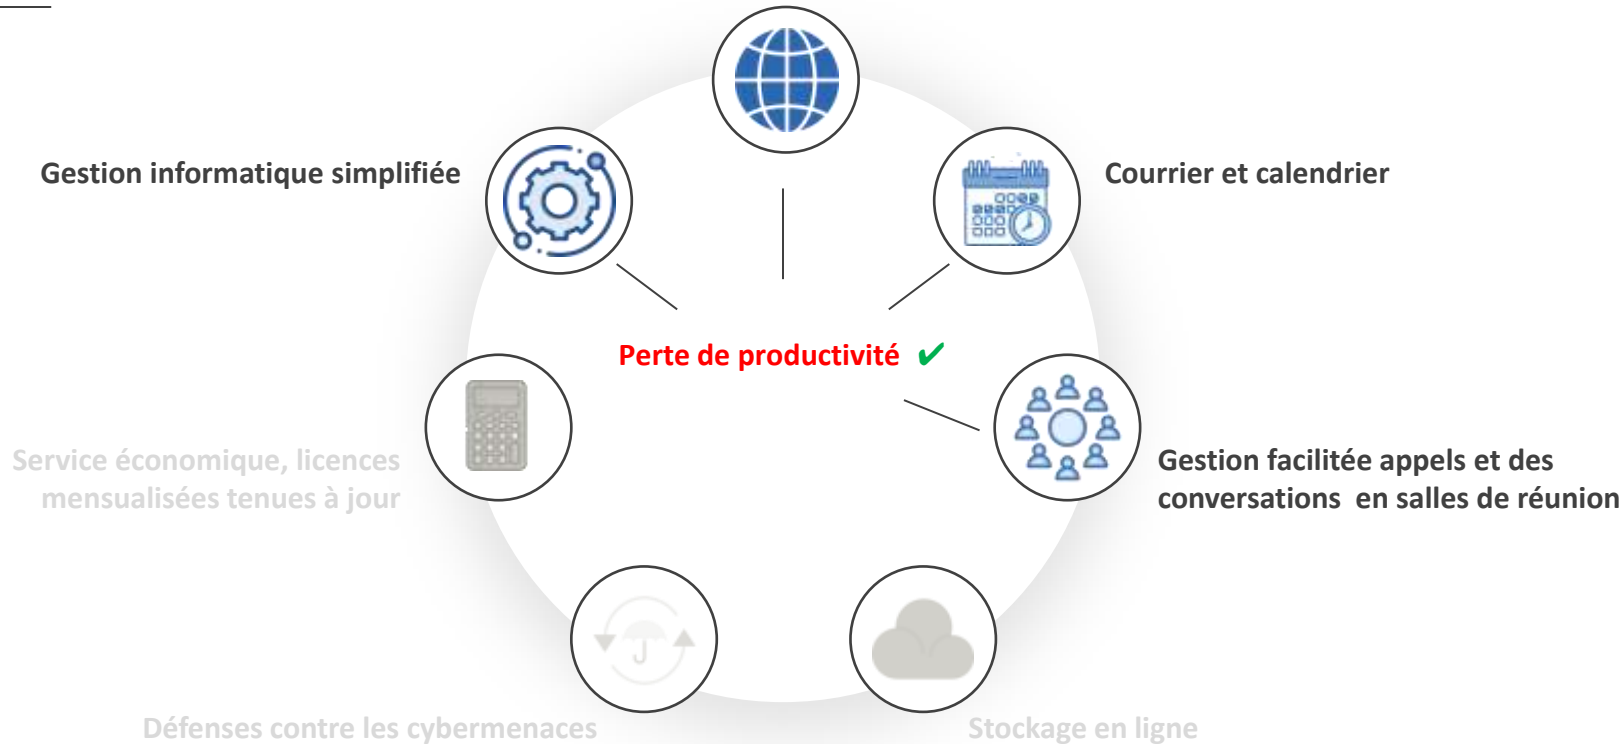 Gestion informatique simplifiée
Courrier et calendrier
Perte de productivité ✔
Service économique, licences
mensualisées tenues à jour
Gestion facilitée appels et des
conversations  en salles de réunion
Défenses contre les cybermenaces
Stockage en ligne